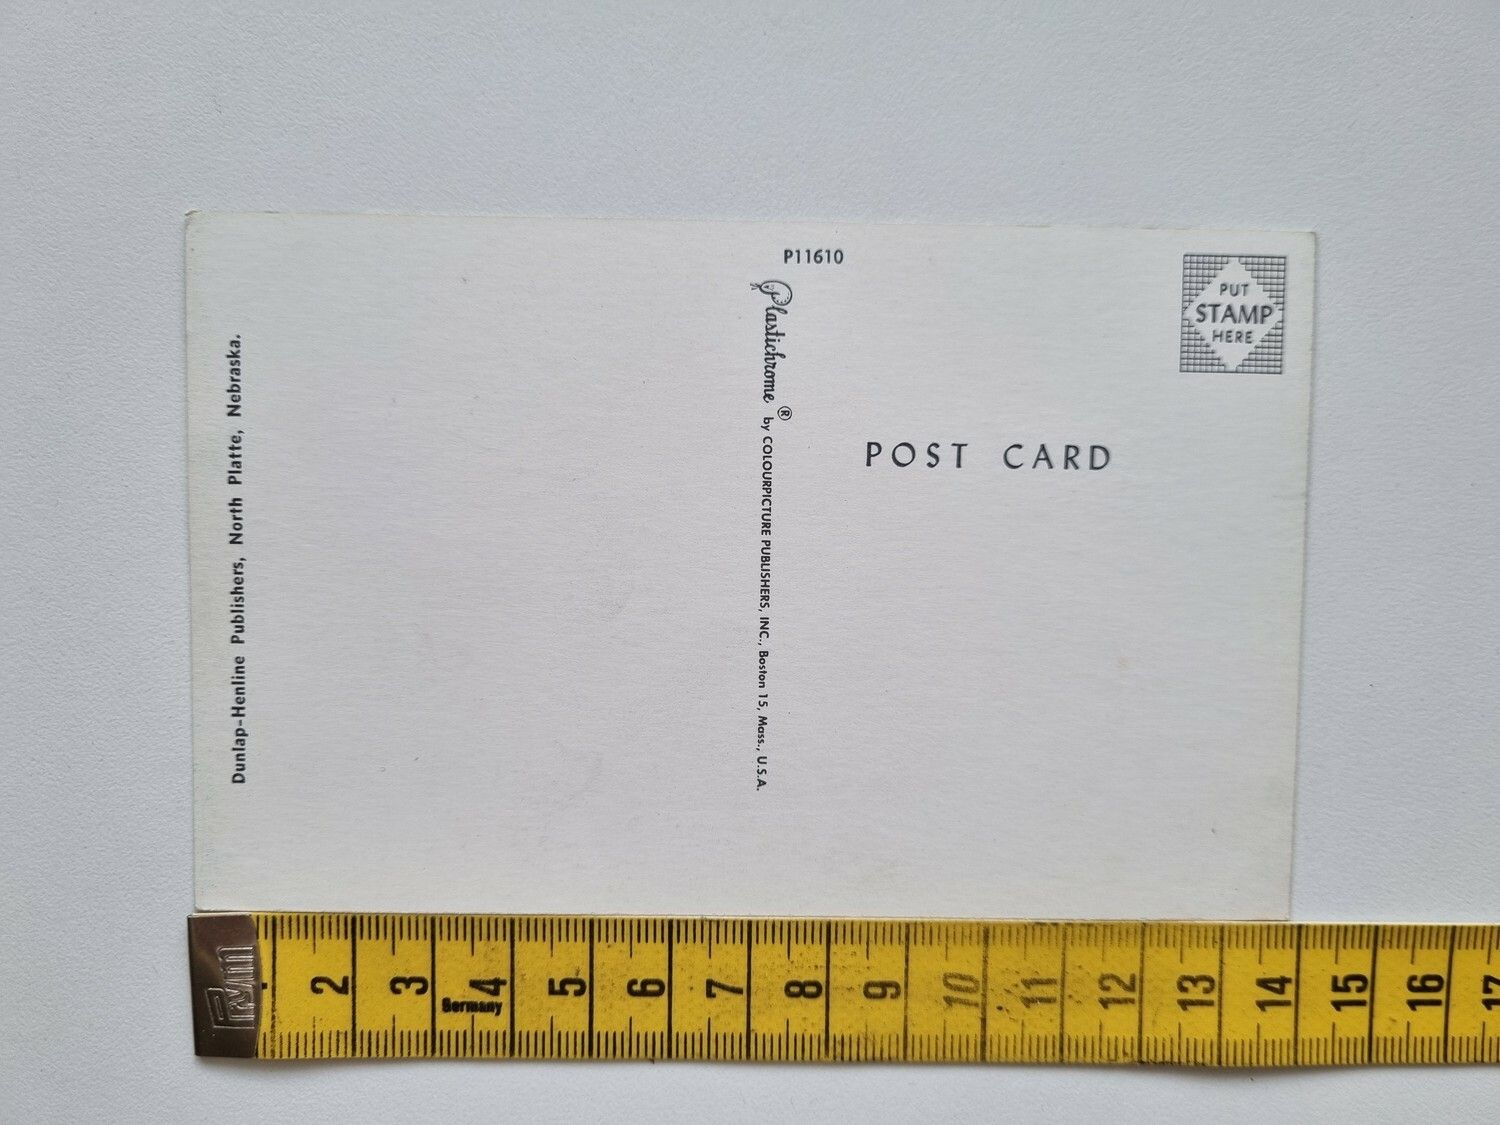 P11610
PUT
STAMP
HERE
Dunlap-Henline Publishers, North Platte, Nebraska.
Plastichrome® by COLOURPICTURE PUBLISHERS, INC., Boston 15, Mass., U.S.A.
POST CARD
Prym
1 2 3 4 5 6 7 8 9 10 11 12 13 14 15 16 17
Germany